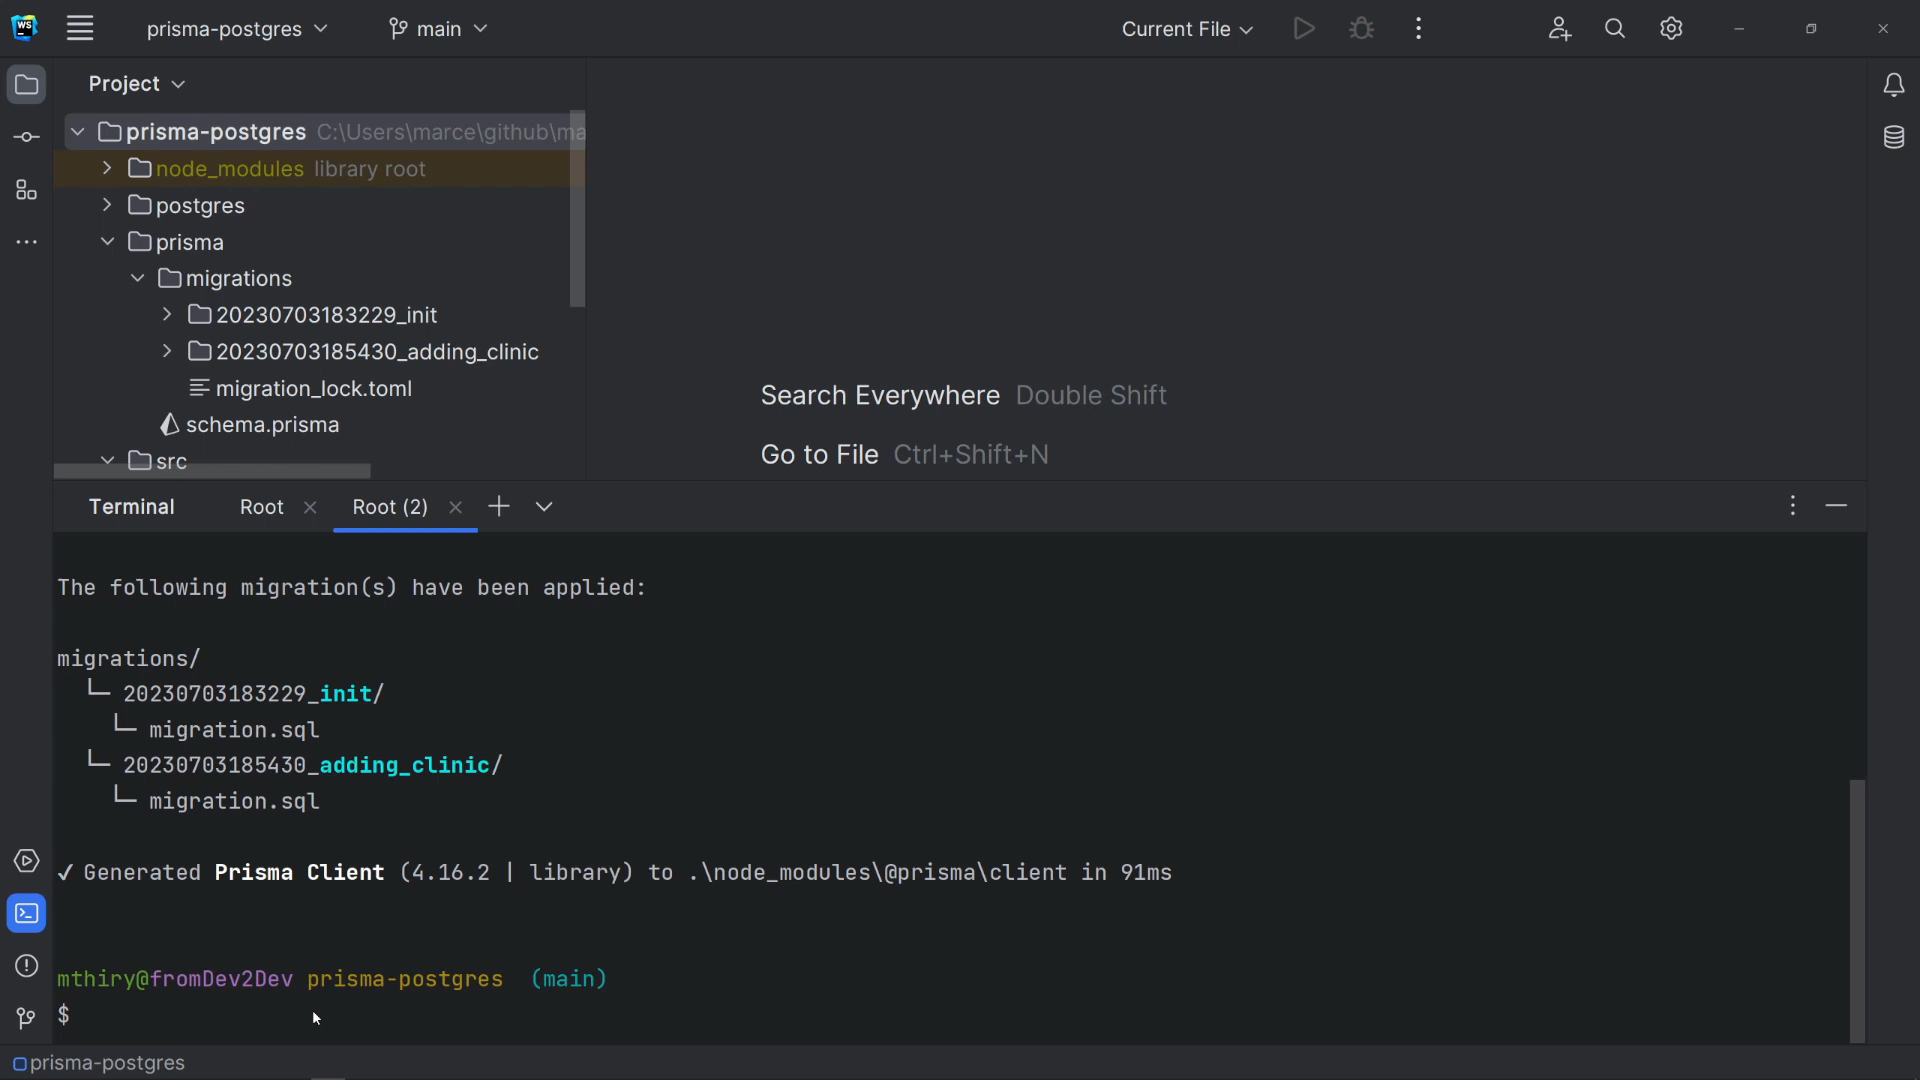 WS
prisma-postgres
main
Current File
Project
prisma-postgres C:\Users\marce\github\ma
node_modules library root
postgres
prisma
migrations
20230703183229_init
20230703185430_adding_clinic
migration_lock.toml
schema.prisma
src
Search Everywhere Double Shift
Go to File Ctrl+Shift+N
Terminal
Root
Root (2)
The following migration(s) have been applied:
migrations/
└─ 20230703183229_init/
└─ migration.sql
└─ 20230703185430_adding_clinic/
└─ migration.sql
✓ Generated Prisma Client (4.16.2 | library) to .\node_modules\@prisma\client in 91ms
mthiry@fromDev2Dev prisma-postgres (main)
$
prisma-postgres